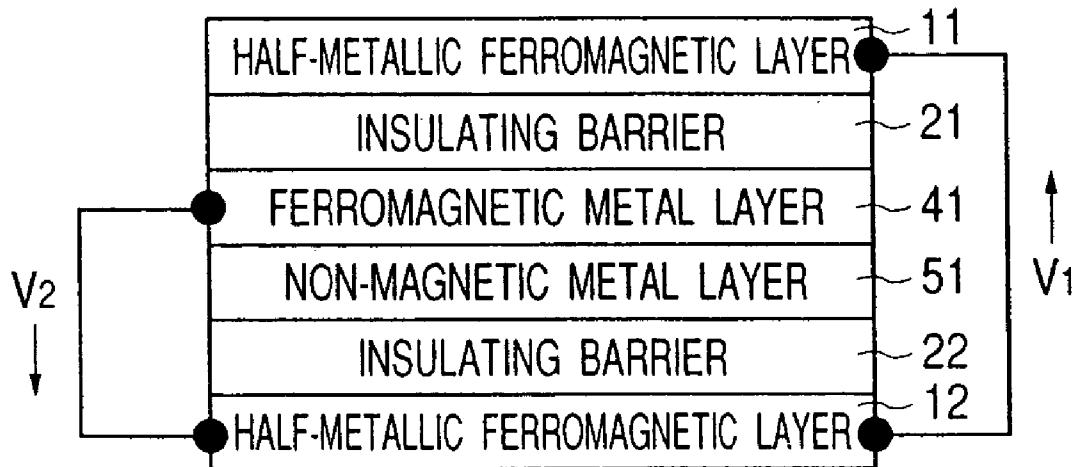 HALF-METALLIC FERROMAGNETIC LAYER 11
INSULATING BARRIER 21
FERROMAGNETIC METAL LAYER 41
NON-MAGNETIC METAL LAYER 51
V2
V1
INSULATING BARRIER 22
HALF-METALLIC FERROMAGNETIC LAYER 12